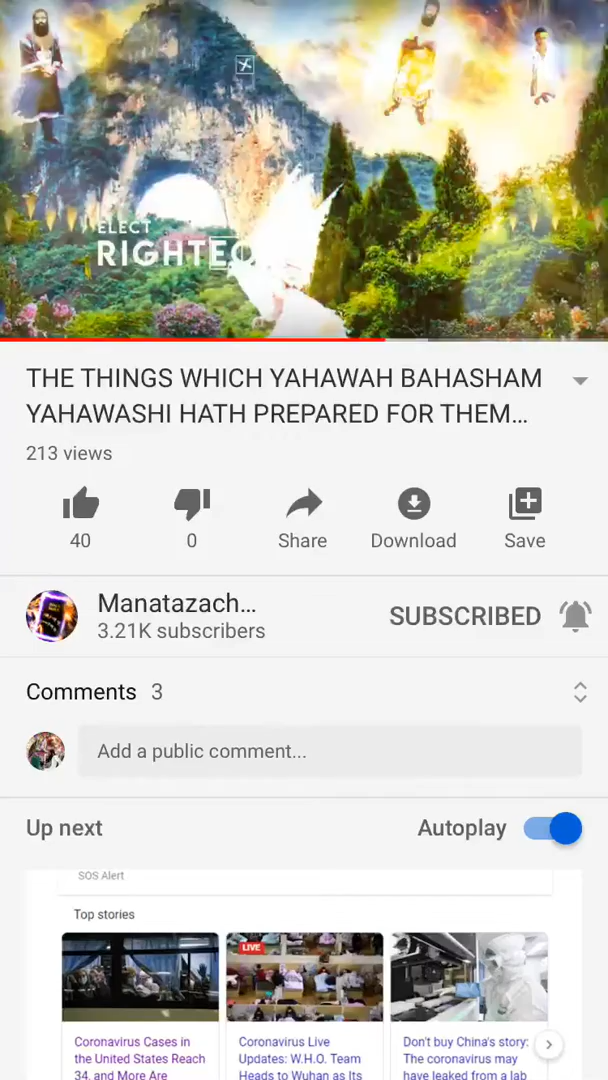 ELECT
RIGHTEO
THE THINGS WHICH YAHAWAH BAHASHAM
YAHAWASHI HATH PREPARED FOR THEM...
213 views
40
0
Share
Download
Save
Manatazach...
3.21K subscribers
SUBSCRIBED
Comments 3
Add a public comment...
Up next
Autoplay
SOS Alert
Top stories
LIVE
Coronavirus Cases in
the United States Reach
34, and More Are
Coronavirus Live
Updates: W.H.O. Team
Heads to Wuhan as Its
Don't buy China's story:
The coronavirus may
have leaked from a lab